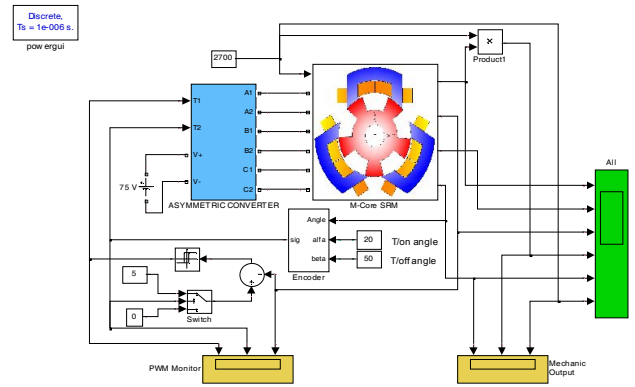 Discrete,
Ts = 1e-006 s.
powergui
2700
×
Product1
T1
T2
V+
V-
A1
A2
B1
B2
C1
C2
75 V
ASYMMETRIC CONVERTER
M-Core SRM
All
sig
Angle
alfa
beta
Encoder
20
T/on angle
50
T/off angle
5
0
Switch
PWM Monitor
Mechanic
Output